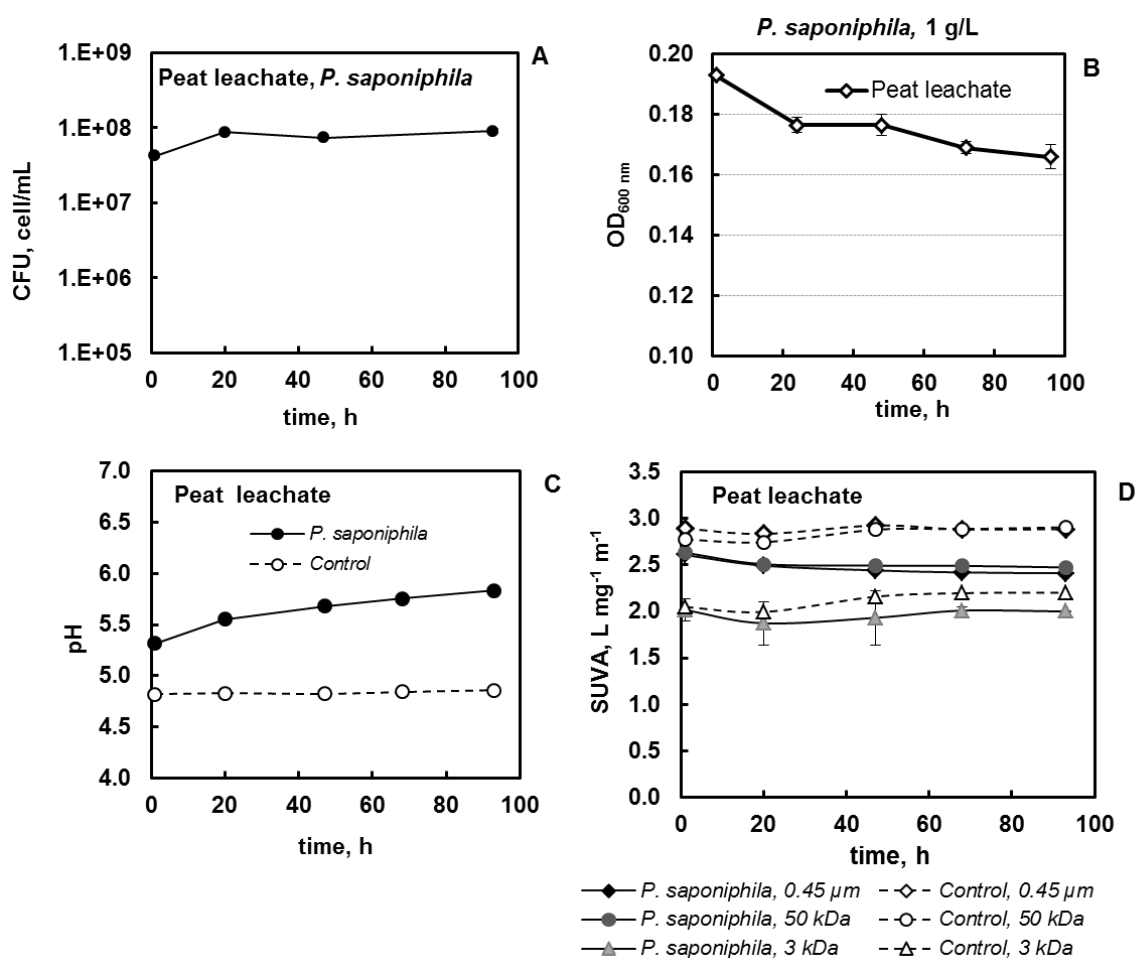 A
Peat leachate, P. saponiphila
CFU, cell/mL
1.E+09
1.E+08
1.E+07
1.E+06
1.E+05
0 20 40 60 80 100
time, h
P. saponiphila, 1 g/L
B
Peat leachate
OD600 nm
0.20
0.18
0.16
0.14
0.12
0.10
0 20 40 60 80 100
time, h
C
Peat leachate
P. saponiphila
Control
pH
7.0
6.5
6.0
5.5
5.0
4.5
4.0
0 20 40 60 80 100
time, h
D
Peat leachate
SUVA, L mg-1 m-1
3.5
3.0
2.5
2.0
1.5
1.0
0.5
0.0
0 20 40 60 80 100
time, h
P. saponiphila, 0.45 µm
Control, 0.45 µm
P. saponiphila, 50 kDa
Control, 50 kDa
P. saponiphila, 3 kDa
Control, 3 kDa